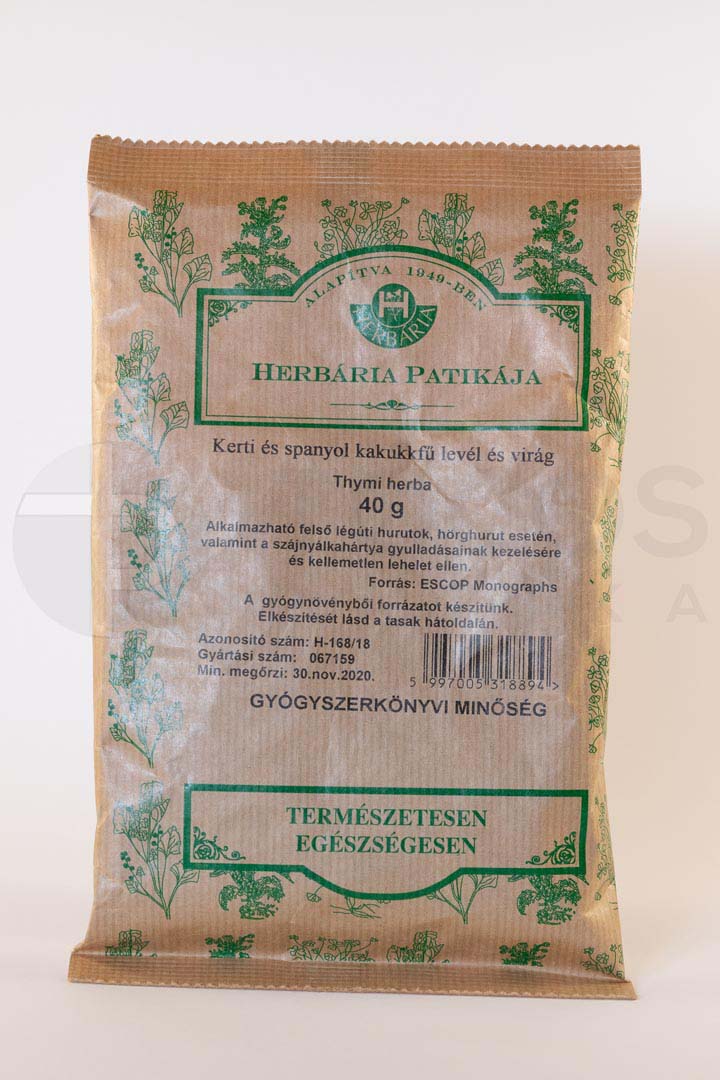 ALAPÍTVA 1949-BEN
H
HERBÁRIA
HERBÁRIA PATIKÁJA
Kerti és spanyol kakukkfű levél és virág
Thymi herba
40 g
Alkalmazható felső légúti hurutok, hörghurut esetén,
valamint a szájnyálkahártya gyulladásainak kezelésére
és kellemetlen lehelet ellen.
Forrás: ESCOP Monographs
A gyógynövényből forrázatot készítünk.
Elkészítését lásd a tasak hátoldalán.
Azonosító szám: H-168/18
Gyártási szám: 067159
Min. megőrzi: 30.nov.2020.
5 997005 318894 >
GYÓGYSZERKÖNYVI MINŐSÉG
TERMÉSZETESEN
EGÉSZSÉGESEN